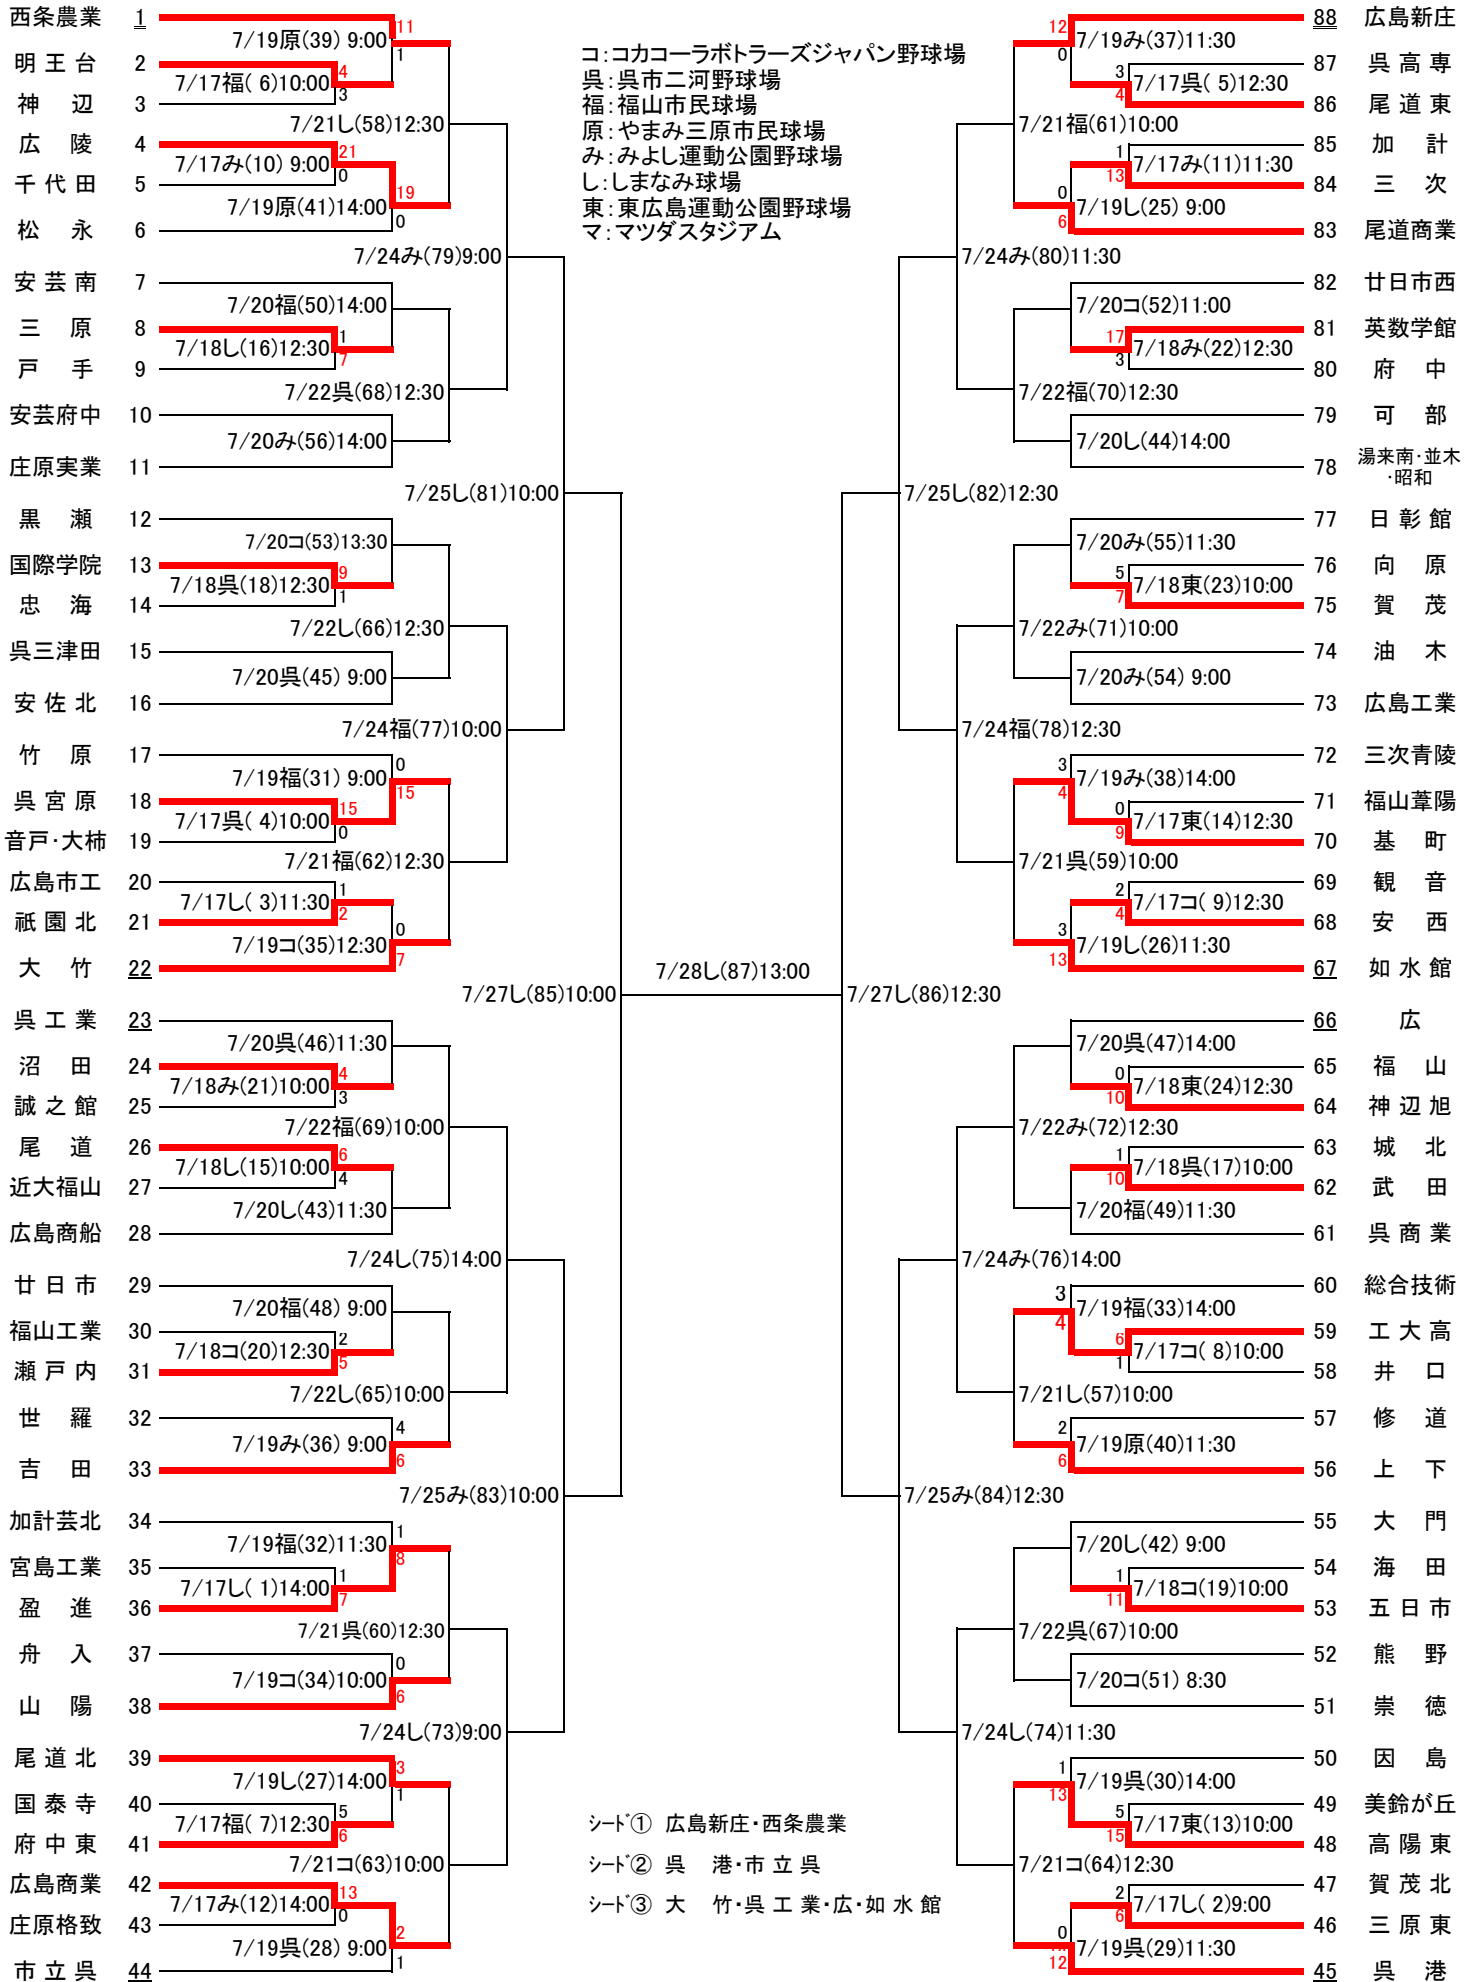 コ:コカコーラボトラーズジャパン野球場
呉:呉市二河野球場
福:福山市民球場
原:やまみ三原市民球場
み:みよし運動公園野球場
し:しまなみ球場
東:東広島運動公園野球場
マ:マツダスタジアム
西条農業 1
11
7/19原(39) 9:00
1
明王台 2
4
7/17福( 6)10:00
3
神辺 3
7/21し(58)12:30
広陵 4
21
7/17み(10) 9:00
0
千代田 5
19
7/19原(41)14:00
0
松永 6
7/24み(79)9:00
安芸南 7
7/20福(50)14:00
三原 8
1
7/18し(16)12:30
7
戸手 9
7/22呉(68)12:30
安芸府中 10
7/20み(56)14:00
庄原実業 11
7/25し(81)10:00
黒瀬 12
7/20コ(53)13:30
国際学院 13
9
7/18呉(18)12:30
1
忠海 14
7/22し(66)12:30
呉三津田 15
7/20呉(45) 9:00
安佐北 16
7/24福(77)10:00
竹原 17
0
7/19福(31) 9:00
15
呉宮原 18
15
7/17呉( 4)10:00
0
音戸・大柿 19
7/21福(62)12:30
広島市工 20
1
7/17し( 3)11:30
2
祇園北 21
0
7/19コ(35)12:30
7
大竹 22
7/27し(85)10:00
呉工業 23
7/20呉(46)11:30
沼田 24
4
7/18み(21)10:00
3
誠之館 25
7/22福(69)10:00
尾道 26
6
7/18し(15)10:00
4
近大福山 27
7/20し(43)11:30
広島商船 28
7/24し(75)14:00
廿日市 29
7/20福(48) 9:00
福山工業 30
2
7/18コ(20)12:30
5
瀬戸内 31
7/22し(65)10:00
世羅 32
4
7/19み(36) 9:00
6
吉田 33
7/25み(83)10:00
加計芸北 34
1
7/19福(32)11:30
8
宮島工業 35
1
7/17し( 1)14:00
7
盈進 36
7/21呉(60)12:30
舟入 37
0
7/19コ(34)10:00
6
山陽 38
7/24し(73)9:00
尾道北 39
3
7/19し(27)14:00
1
国泰寺 40
5
7/17福( 7)12:30
6
府中東 41
7/21コ(63)10:00
広島商業 42
13
7/17み(12)14:00
0
庄原格致 43
2
7/19呉(28) 9:00
1
市立呉 44
7/28し(87)13:00
88 広島新庄
12
7/19み(37)11:30
0
87 呉高専
3
7/17呉( 5)12:30
4
86 尾道東
7/21福(61)10:00
85 加計
1
7/17み(11)11:30
13
84 三次
0
7/19し(25) 9:00
6
83 尾道商業
7/24み(80)11:30
82 廿日市西
7/20コ(52)11:00
81 英数学館
17
7/18み(22)12:30
3
80 府中
7/22福(70)12:30
79 可部
7/20し(44)14:00
78 湯来南・並木
・昭和
7/25し(82)12:30
77 日彰館
7/20み(55)11:30
76 向原
5
7/18東(23)10:00
7
75 賀茂
7/22み(71)10:00
74 油木
7/20み(54) 9:00
73 広島工業
7/24福(78)12:30
72 三次青陵
3
7/19み(38)14:00
4
71 福山葦陽
0
7/17東(14)12:30
9
70 基町
7/21呉(59)10:00
69 観音
2
7/17コ( 9)12:30
4
68 安西
3
7/19し(26)11:30
13
67 如水館
7/27し(86)12:30
66 広
7/20呉(47)14:00
65 福山
0
7/18東(24)12:30
10
64 神辺旭
7/22み(72)12:30
63 城北
1
7/18呉(17)10:00
10
62 武田
7/20福(49)11:30
61 呉商業
7/24み(76)14:00
60 総合技術
3
7/19福(33)14:00
4
59 工大高
6
7/17コ( 8)10:00
1
58 井口
7/21し(57)10:00
57 修道
2
7/19原(40)11:30
6
56 上下
7/25み(84)12:30
55 大門
7/20し(42) 9:00
54 海田
1
7/18コ(19)10:00
11
53 五日市
7/22呉(67)10:00
52 熊野
7/20コ(51) 8:30
51 崇徳
7/24し(74)11:30
50 因島
1
7/19呉(30)14:00
13
49 美鈴が丘
5
7/17東(13)10:00
15
48 高陽東
7/21コ(64)12:30
47 賀茂北
2
7/17し( 2)9:00
6
46 三原東
0
7/19呉(29)11:30
12
45 呉港
シード① 広島新庄・西条農業
シード② 呉港・市立呉
シード③ 大竹・呉工業・広・如水館